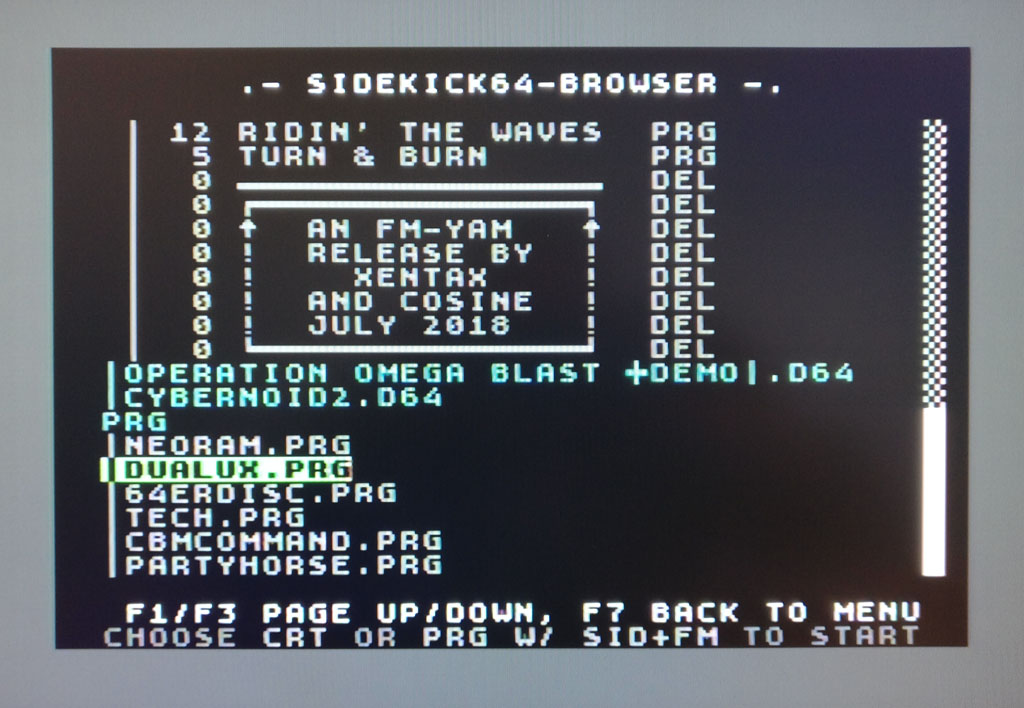 .- SIDEKICK64-BROWSER -.
12 RIDIN' THE WAVES PRG
5 TURN & BURN PRG
0 DEL
0 DEL
0 AN FM-YAM DEL
0 RELEASE BY DEL
0 XENTAX DEL
0 AND COSINE DEL
0 JULY 2018 DEL
0 DEL
OPERATION OMEGA BLAST +DEMO|.D64
CYBERNOID2.D64
PRG
NEORAM.PRG
DUALUX.PRG
64ERDISC.PRG
TECH.PRG
CBMCOMMAND.PRG
PARTYHORSE.PRG
F1/F3 PAGE UP/DOWN, F7 BACK TO MENU
CHOOSE CRT OR PRG W/ SID+FM TO START